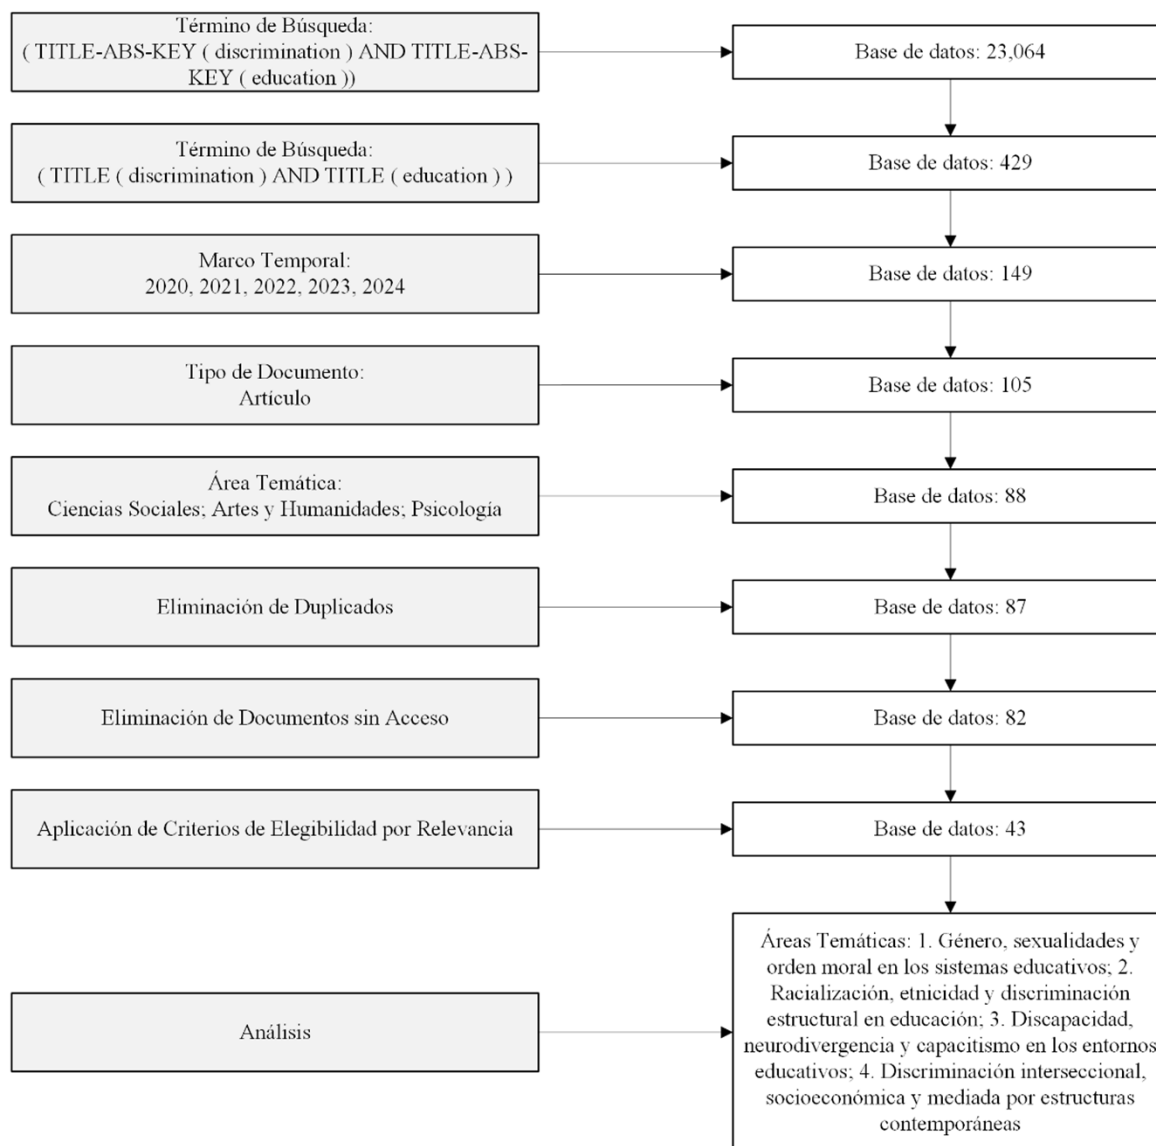 Término de Búsqueda:
( TITLE-ABS-KEY ( discrimination ) AND TITLE-ABS-
KEY ( education ))
Base de datos: 23,064
Término de Búsqueda:
( TITLE ( discrimination ) AND TITLE ( education ) )
Base de datos: 429
Marco Temporal:
2020, 2021, 2022, 2023, 2024
Base de datos: 149
Tipo de Documento:
Artículo
Base de datos: 105
Área Temática:
Ciencias Sociales; Artes y Humanidades; Psicología
Base de datos: 88
Eliminación de Duplicados
Base de datos: 87
Eliminación de Documentos sin Acceso
Base de datos: 82
Aplicación de Criterios de Elegibilidad por Relevancia
Base de datos: 43
Análisis
Áreas Temáticas: 1. Género, sexualidades y
orden moral en los sistemas educativos; 2.
Racialización, etnicidad y discriminación
estructural en educación; 3. Discapacidad,
neurodivergencia y capacitismo en los entornos
educativos; 4. Discriminación interseccional,
socioeconómica y mediada por estructuras
contemporáneas